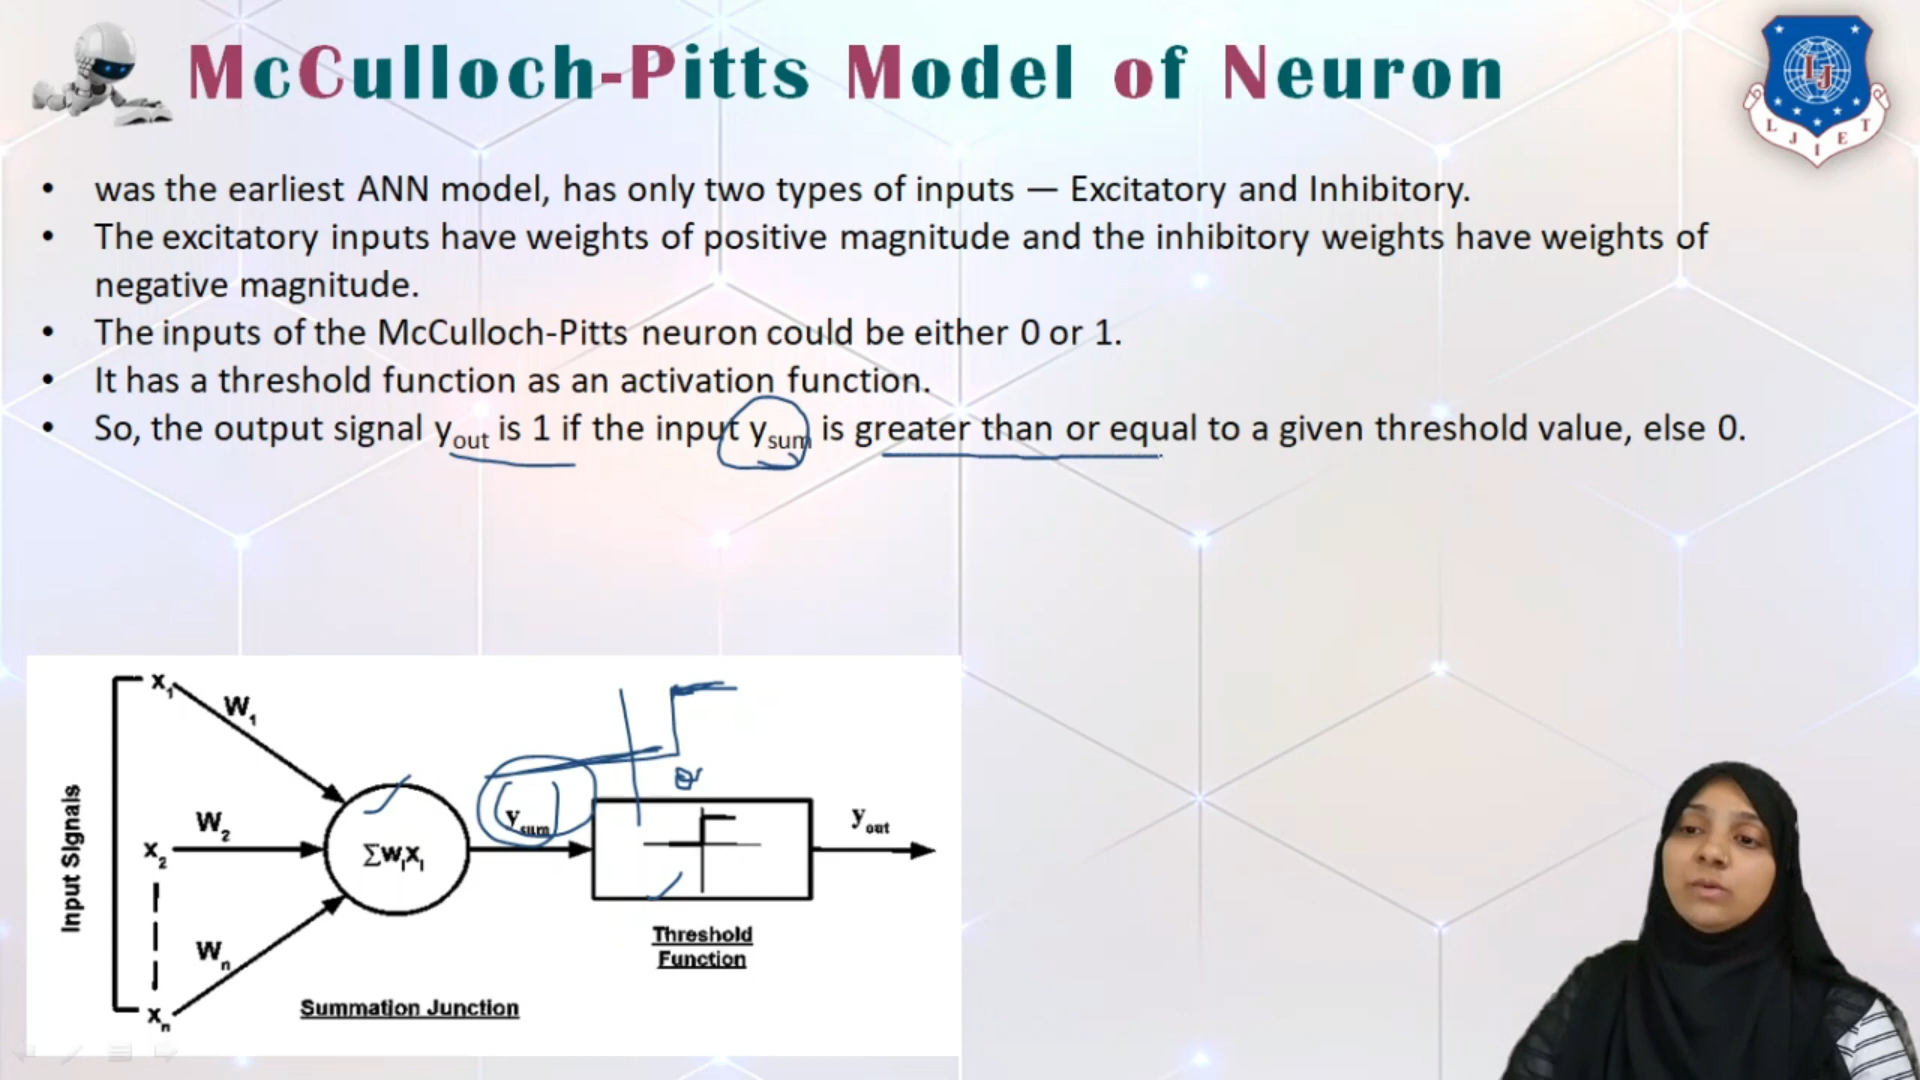 McCulloch-Pitts Model of Neuron
L J I E T
LJ
• was the earliest ANN model, has only two types of inputs — Excitatory and Inhibitory.
• The excitatory inputs have weights of positive magnitude and the inhibitory weights have weights of
negative magnitude.
• The inputs of the McCulloch-Pitts neuron could be either 0 or 1.
• It has a threshold function as an activation function.
• So, the output signal yout is 1 if the input ysum is greater than or equal to a given threshold value, else 0.
Input Signals
x1
W1
x2
W2
xn
Wn
∑wixi
Summation Junction
ysum
Threshold
Function
yout